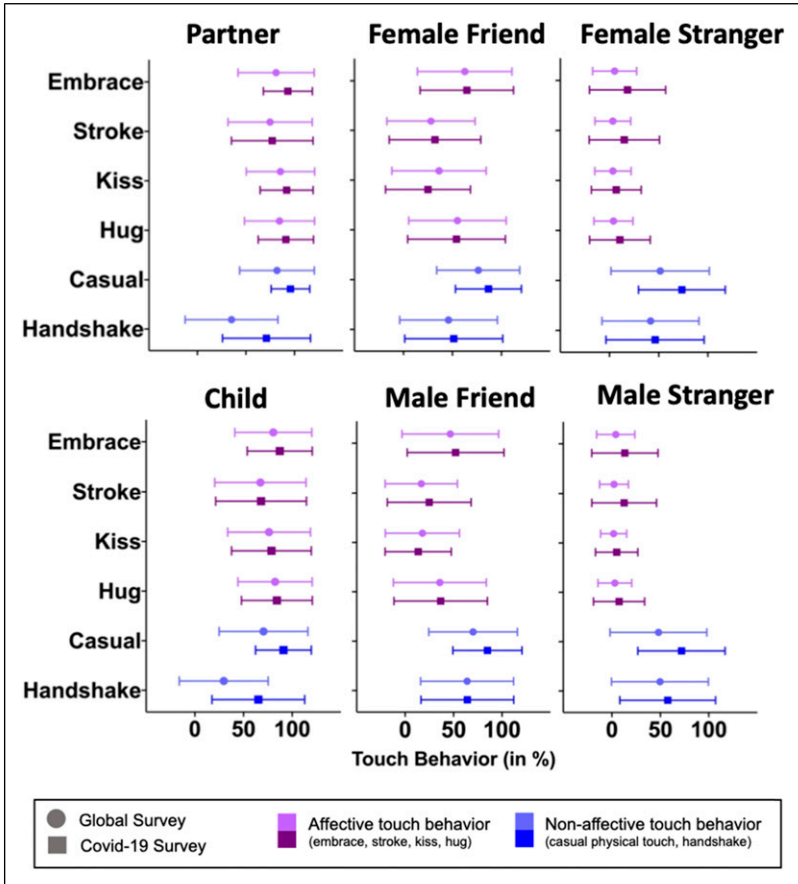 Partner Female Friend Female Stranger
Embrace
Stroke
Kiss
Hug
Casual
Handshake
Child Male Friend Male Stranger
Embrace
Stroke
Kiss
Hug
Casual
Handshake
0 50 100 0 50 100 0 50 100
Touch Behavior (in %)
Global Survey Affective touch behavior Non-affective touch behavior
(embrace, stroke, kiss, hug) (casual physical touch, handshake)
Covid-19 Survey